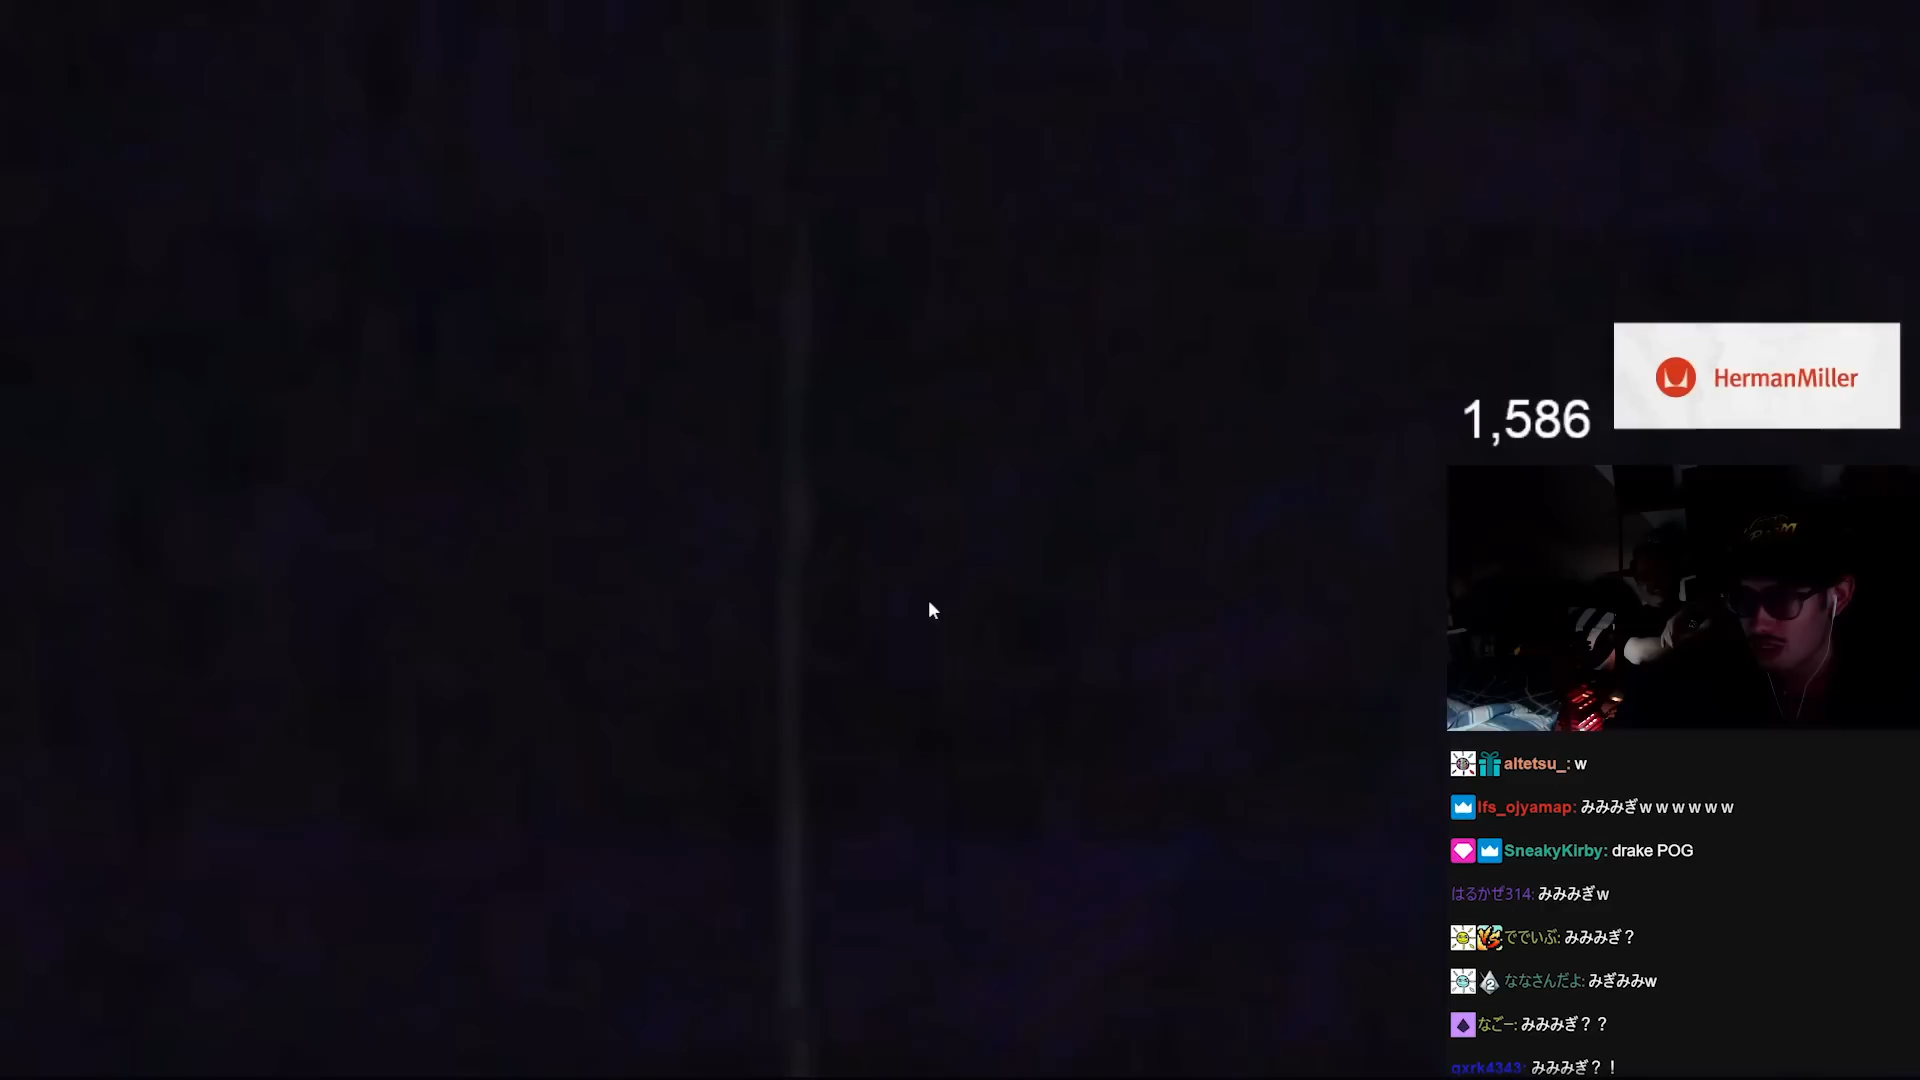 HermanMiller
1,586
altetsu_: w
lfs_ojyamap: みみみぎｗｗｗｗｗｗ
SneakyKirby: drake POG
はるかぜ314: みみみぎｗ
ででいぶ: みみみぎ？
ななさんだよ: みぎみみw
なごー: みみみぎ？？
qxrk4343: みみみぎ？！